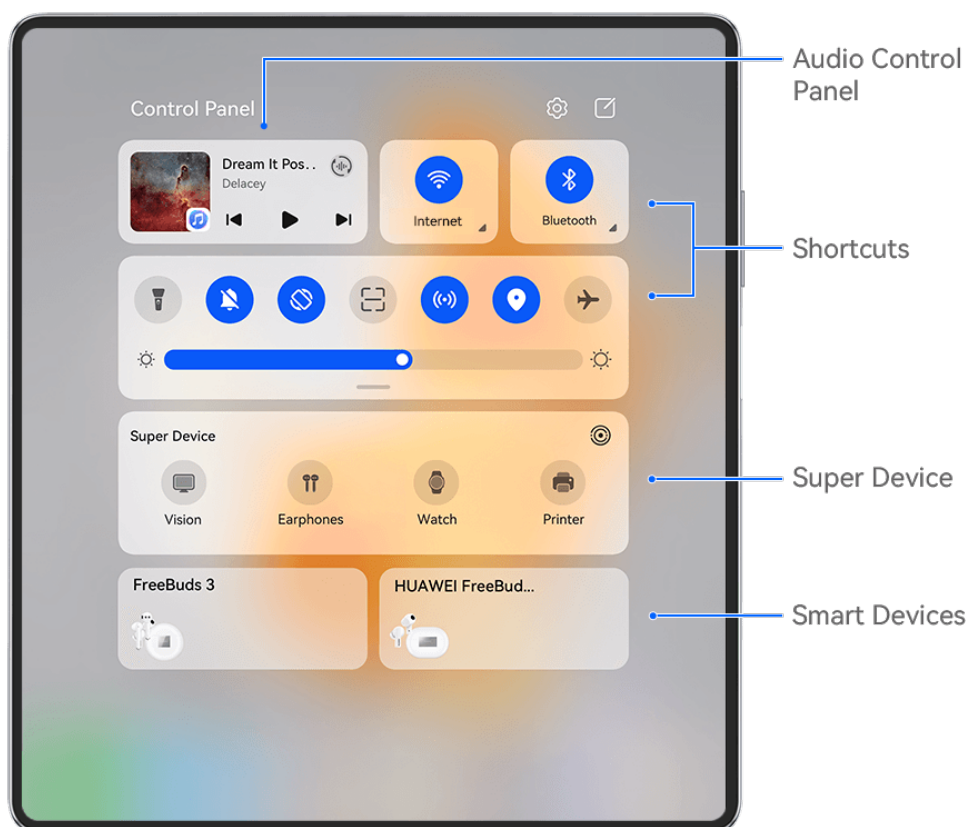 Audio Control
Panel
Control Panel
Dream It Pos..
Delacey
Internet
Bluetooth
Shortcuts
Super Device
Vision
Earphones
Watch
Printer
Super Device
FreeBuds 3
HUAWEI FreeBud...
Smart Devices